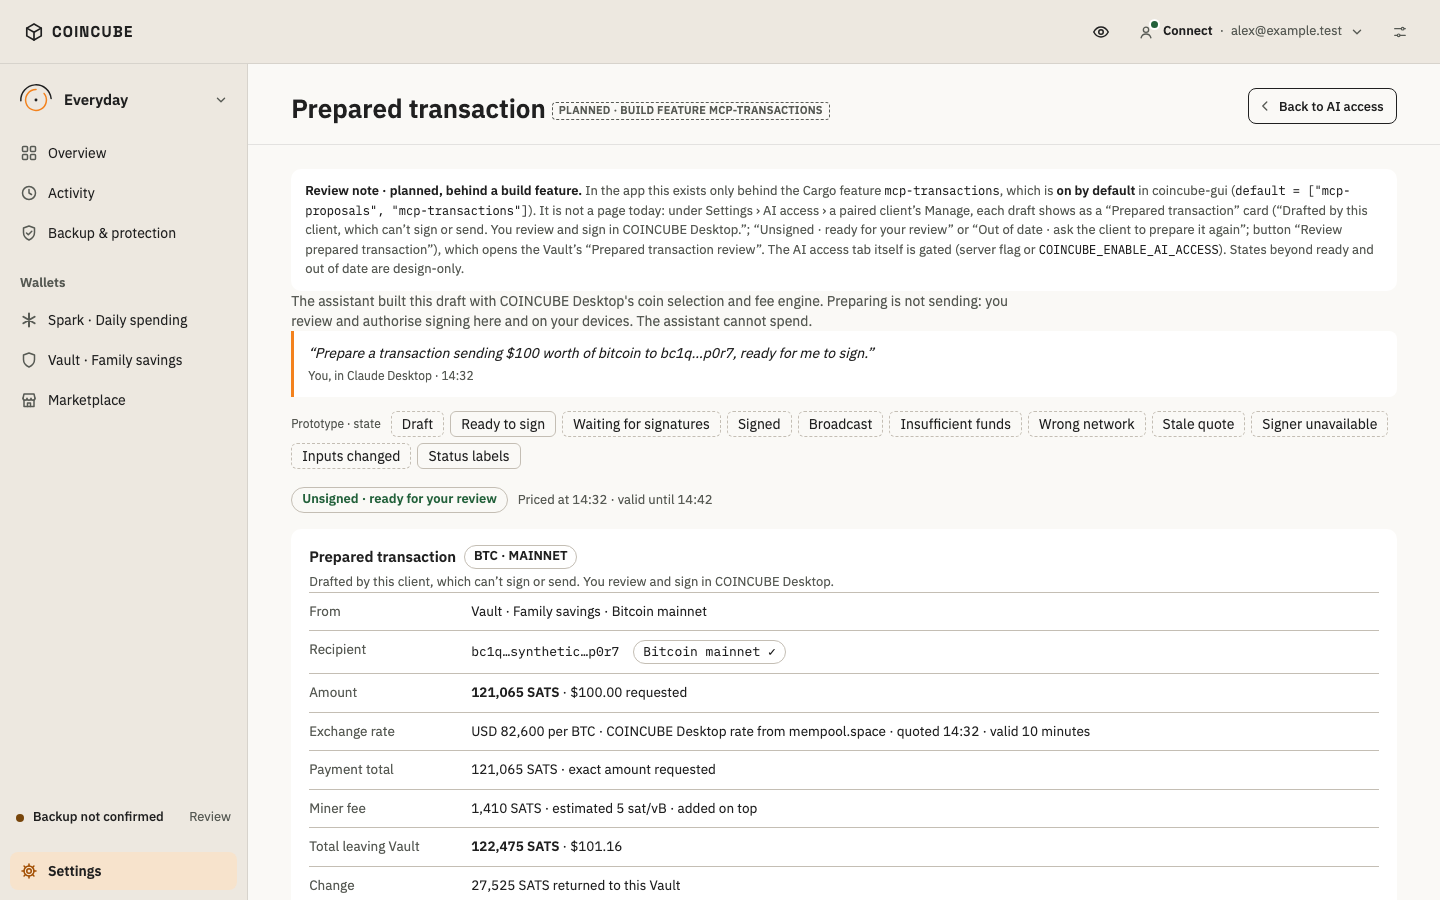 COINCUBE
Connect · alex@example.test
Everyday
Overview
Activity
Backup & protection
Wallets
Spark · Daily spending
Vault · Family savings
Marketplace
Backup not confirmed Review
Settings
Prepared transaction PLANNED · BUILD FEATURE MCP-TRANSACTIONS
Back to AI access
Review note · planned, behind a build feature. In the app this exists only behind the Cargo feature mcp-transactions, which is on by default in coincube-gui (default = ["mcp-
proposals", "mcp-transactions"]). It is not a page today: under Settings › AI access › a paired client’s Manage, each draft shows as a “Prepared transaction” card (“Drafted by this
client, which can’t sign or send. You review and sign in COINCUBE Desktop.”; “Unsigned · ready for your review” or “Out of date · ask the client to prepare it again”; button “Review
prepared transaction”), which opens the Vault’s “Prepared transaction review”. The AI access tab itself is gated (server flag or COINCUBE_ENABLE_AI_ACCESS). States beyond ready and
out of date are design-only.
The assistant built this draft with COINCUBE Desktop's coin selection and fee engine. Preparing is not sending: you
review and authorise signing here and on your devices. The assistant cannot spend.
“Prepare a transaction sending $100 worth of bitcoin to bc1q…p0r7, ready for me to sign.”
You, in Claude Desktop · 14:32
Prototype · state Draft Ready to sign Waiting for signatures Signed Broadcast Insufficient funds Wrong network Stale quote Signer unavailable
Inputs changed Status labels
Unsigned · ready for your review Priced at 14:32 · valid until 14:42
Prepared transaction BTC · MAINNET
Drafted by this client, which can’t sign or send. You review and sign in COINCUBE Desktop.
From Vault · Family savings · Bitcoin mainnet
Recipient bc1q…synthetic…p0r7 Bitcoin mainnet ✓
Amount 121,065 SATS · $100.00 requested
Exchange rate USD 82,600 per BTC · COINCUBE Desktop rate from mempool.space · quoted 14:32 · valid 10 minutes
Payment total 121,065 SATS · exact amount requested
Miner fee 1,410 SATS · estimated 5 sat/vB · added on top
Total leaving Vault 122,475 SATS · $101.16
Change 27,525 SATS returned to this Vault